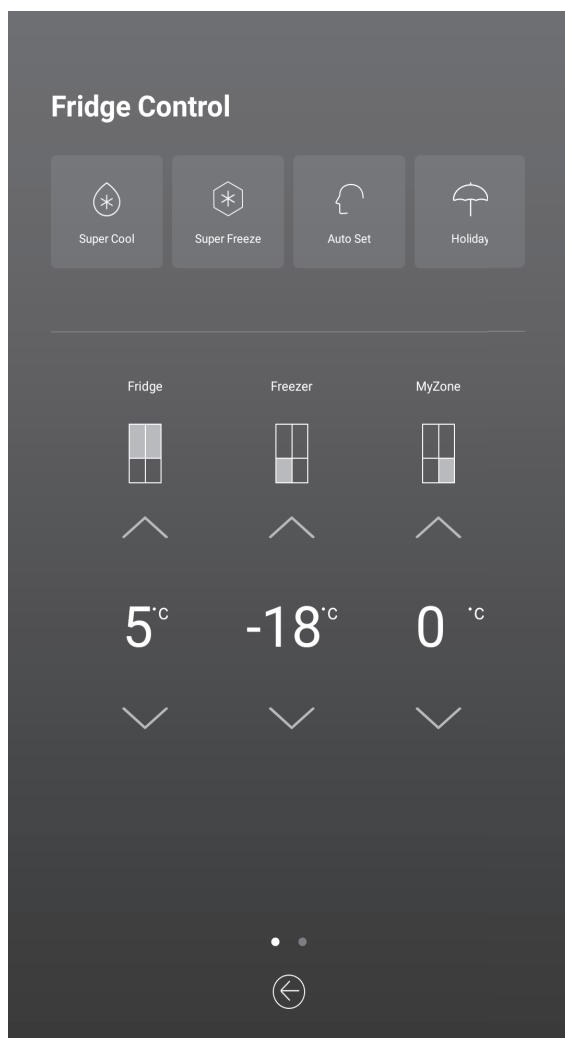 Fridge Control
Super Cool
Super Freeze
Auto Set
Holiday
Fridge
Freezer
MyZone
5°C
-18°C
0 °C